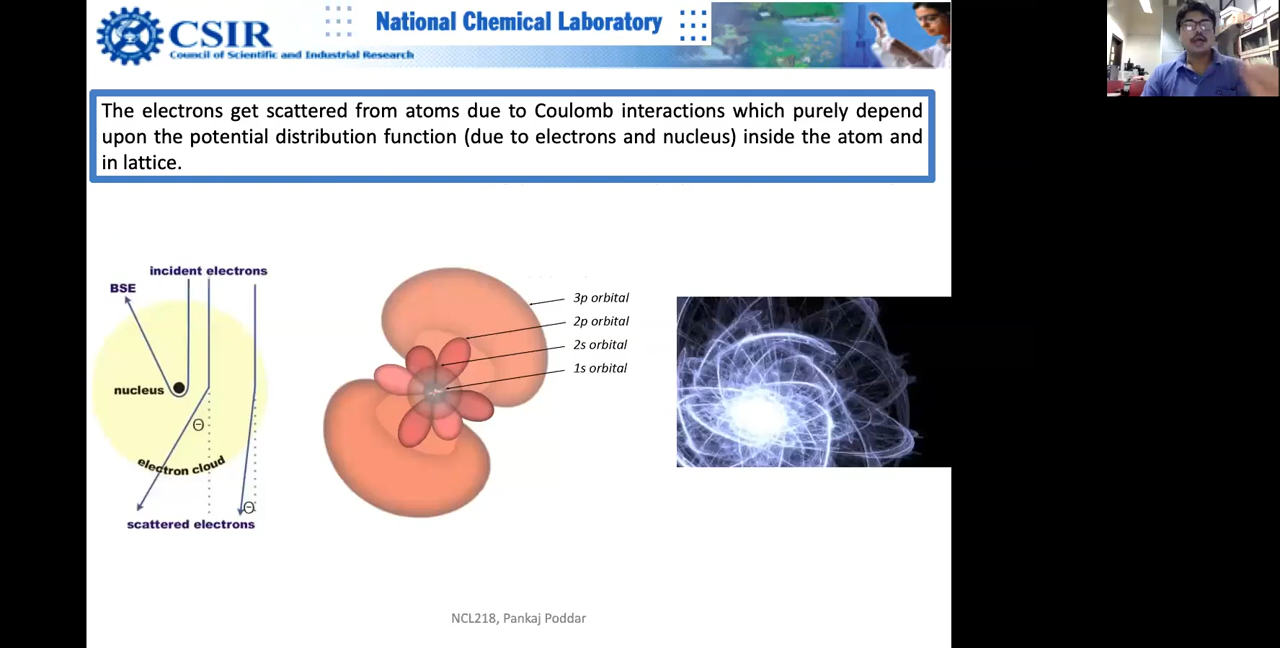 CSIR
Council of Scientific and Industrial Research
National Chemical Laboratory
The electrons get scattered from atoms due to Coulomb interactions which purely depend
upon the potential distribution function (due to electrons and nucleus) inside the atom and
in lattice.
incident electrons
BSE
nucleus
Θ
electron cloud
Θ
scattered electrons
3p orbital
2p orbital
2s orbital
1s orbital
NCL218, Pankaj Poddar